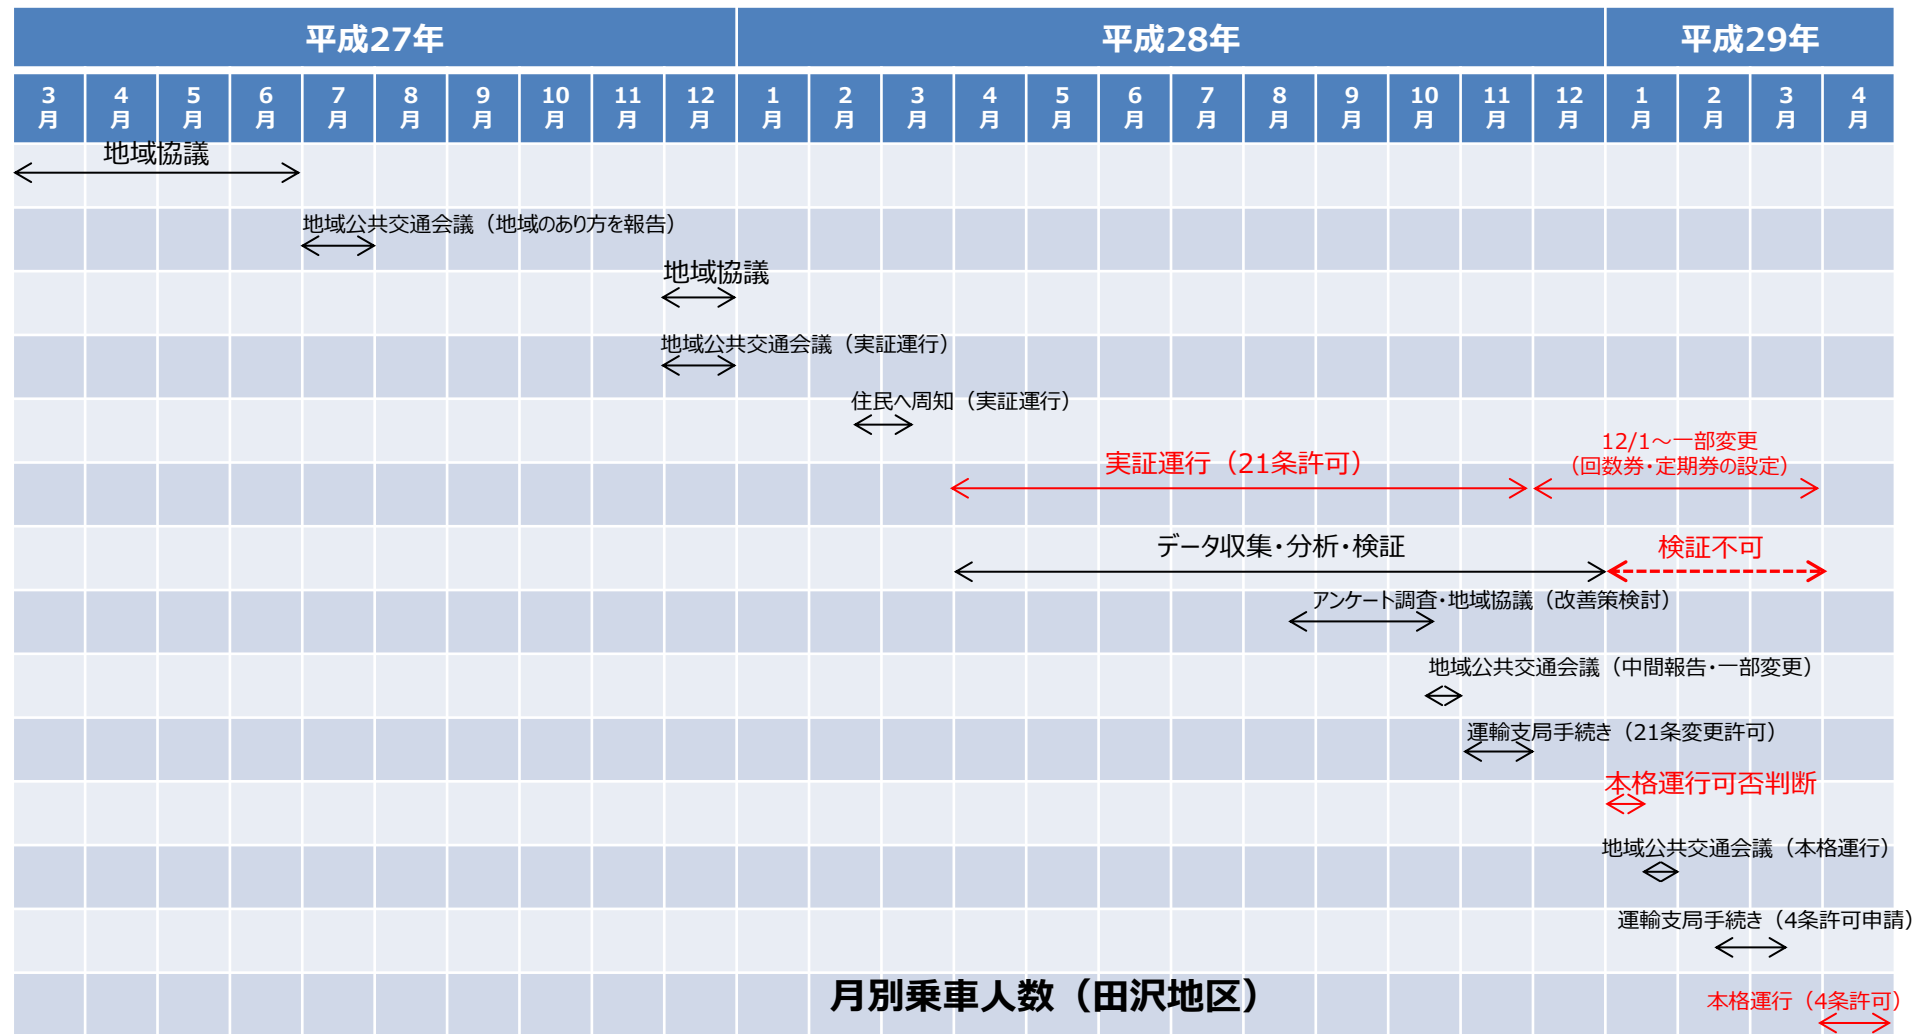 平成27年 平成28年 平成29年
3月 4月 5月 6月 7月 8月 9月 10月 11月 12月 1月 2月 3月 4月 5月 6月 7月 8月 9月 10月 11月 12月 1月 2月 3月 4月
地域協議
地域公共交通会議（地域のあり方を報告）
地域協議
地域公共交通会議（実証運行）
住民へ周知（実証運行）
12/1～一部変更
実証運行（21条許可） （回数券・定期券の設定）
データ収集・分析・検証 検証不可
アンケート調査・地域協議（改善策検討）
地域公共交通会議（中間報告・一部変更）
運輸支局手続き（21条変更許可）
本格運行可否判断
地域公共交通会議（本格運行）
運輸支局手続き（4条許可申請）
月別乗車人数（田沢地区）
本格運行（4条許可）